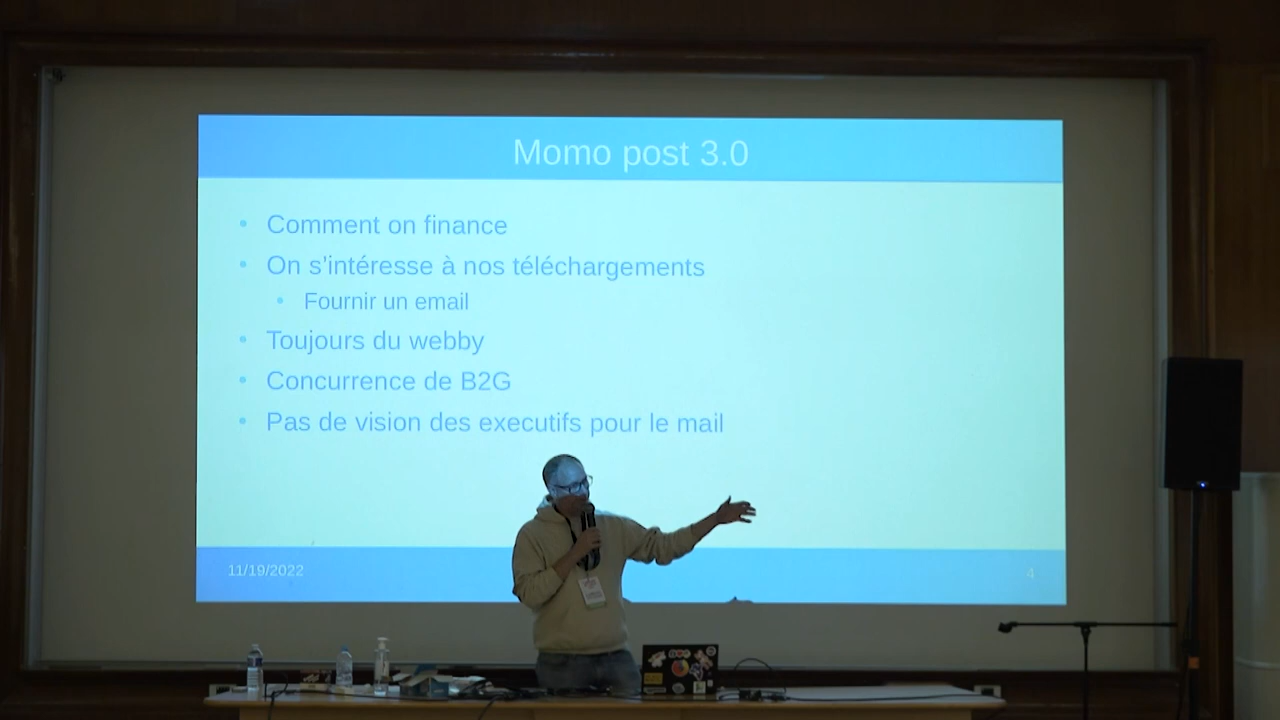 Momo post 3.0
Comment on finance
On s'intéresse à nos téléchargements
Fournir un email
Toujours du webby
Concurrence de B2G
Pas de vision des executifs pour le mail
11/19/2022
4